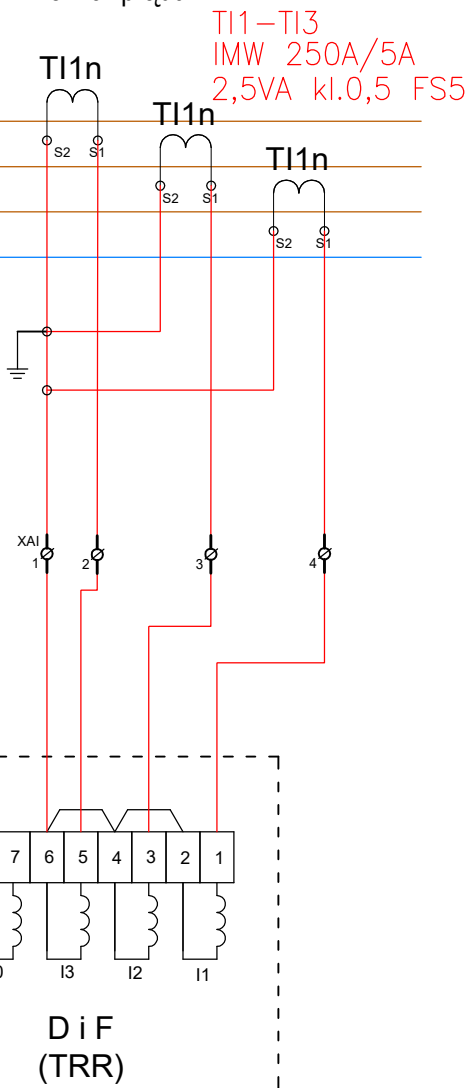 TI1-TI3
IMW 250A/5A
2,5VA kl.0,5 FS5
TI1n
TI1n
TI1n
S2 S1
S2 S1
S2 S1
XAI
1 2 3 4
7 6 5 4 3 2 1
I3 I2 I1
D i F
(TRR)